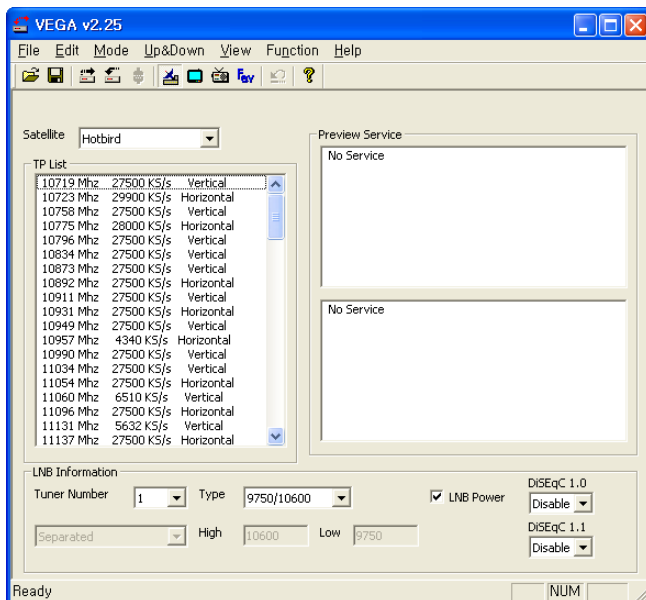 VEGA v2.25
File Edit Mode Up&Down View Function Help
Satellite Hotbird
TP List
10719 Mhz 27500 KS/s Vertical
10723 Mhz 29900 KS/s Horizontal
10758 Mhz 27500 KS/s Vertical
10775 Mhz 28000 KS/s Horizontal
10796 Mhz 27500 KS/s Vertical
10834 Mhz 27500 KS/s Vertical
10873 Mhz 27500 KS/s Vertical
10892 Mhz 27500 KS/s Horizontal
10911 Mhz 27500 KS/s Vertical
10931 Mhz 27500 KS/s Horizontal
10949 Mhz 27500 KS/s Vertical
10957 Mhz 4340 KS/s Horizontal
10990 Mhz 27500 KS/s Vertical
11034 Mhz 27500 KS/s Vertical
11054 Mhz 27500 KS/s Horizontal
11060 Mhz 6510 KS/s Vertical
11096 Mhz 27500 KS/s Horizontal
11131 Mhz 5632 KS/s Vertical
11137 Mhz 27500 KS/s Horizontal
Preview Service
No Service
No Service
LNB Information
Tuner Number 1 Type 9750/10600 LNB Power
Separated High 10600 Low 9750
DiSEqC 1.0
Disable
DiSEqC 1.1
Disable
Ready NUM